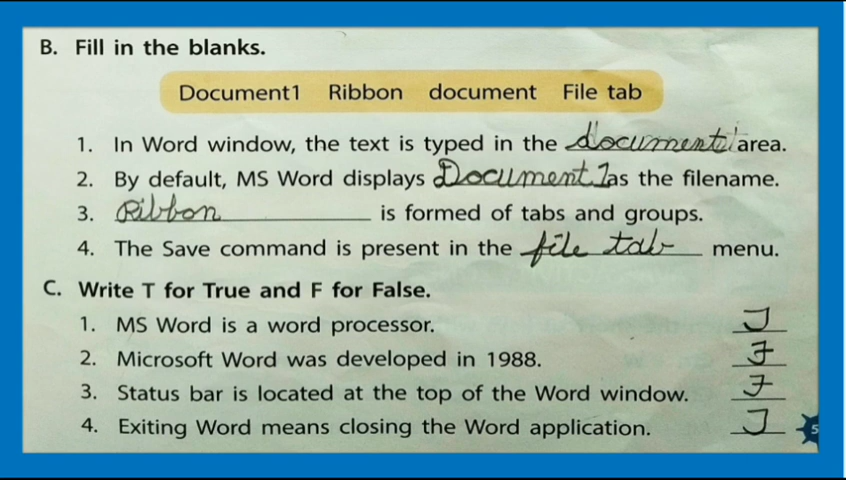 B. Fill in the blanks.
Document1 Ribbon document File tab
1. In Word window, the text is typed in the document area.
2. By default, MS Word displays Document 1 as the filename.
3. Ribbon is formed of tabs and groups.
4. The Save command is present in the file tab menu.
C. Write T for True and F for False.
1. MS Word is a word processor. T
2. Microsoft Word was developed in 1988. F
3. Status bar is located at the top of the Word window. F
4. Exiting Word means closing the Word application. T
5